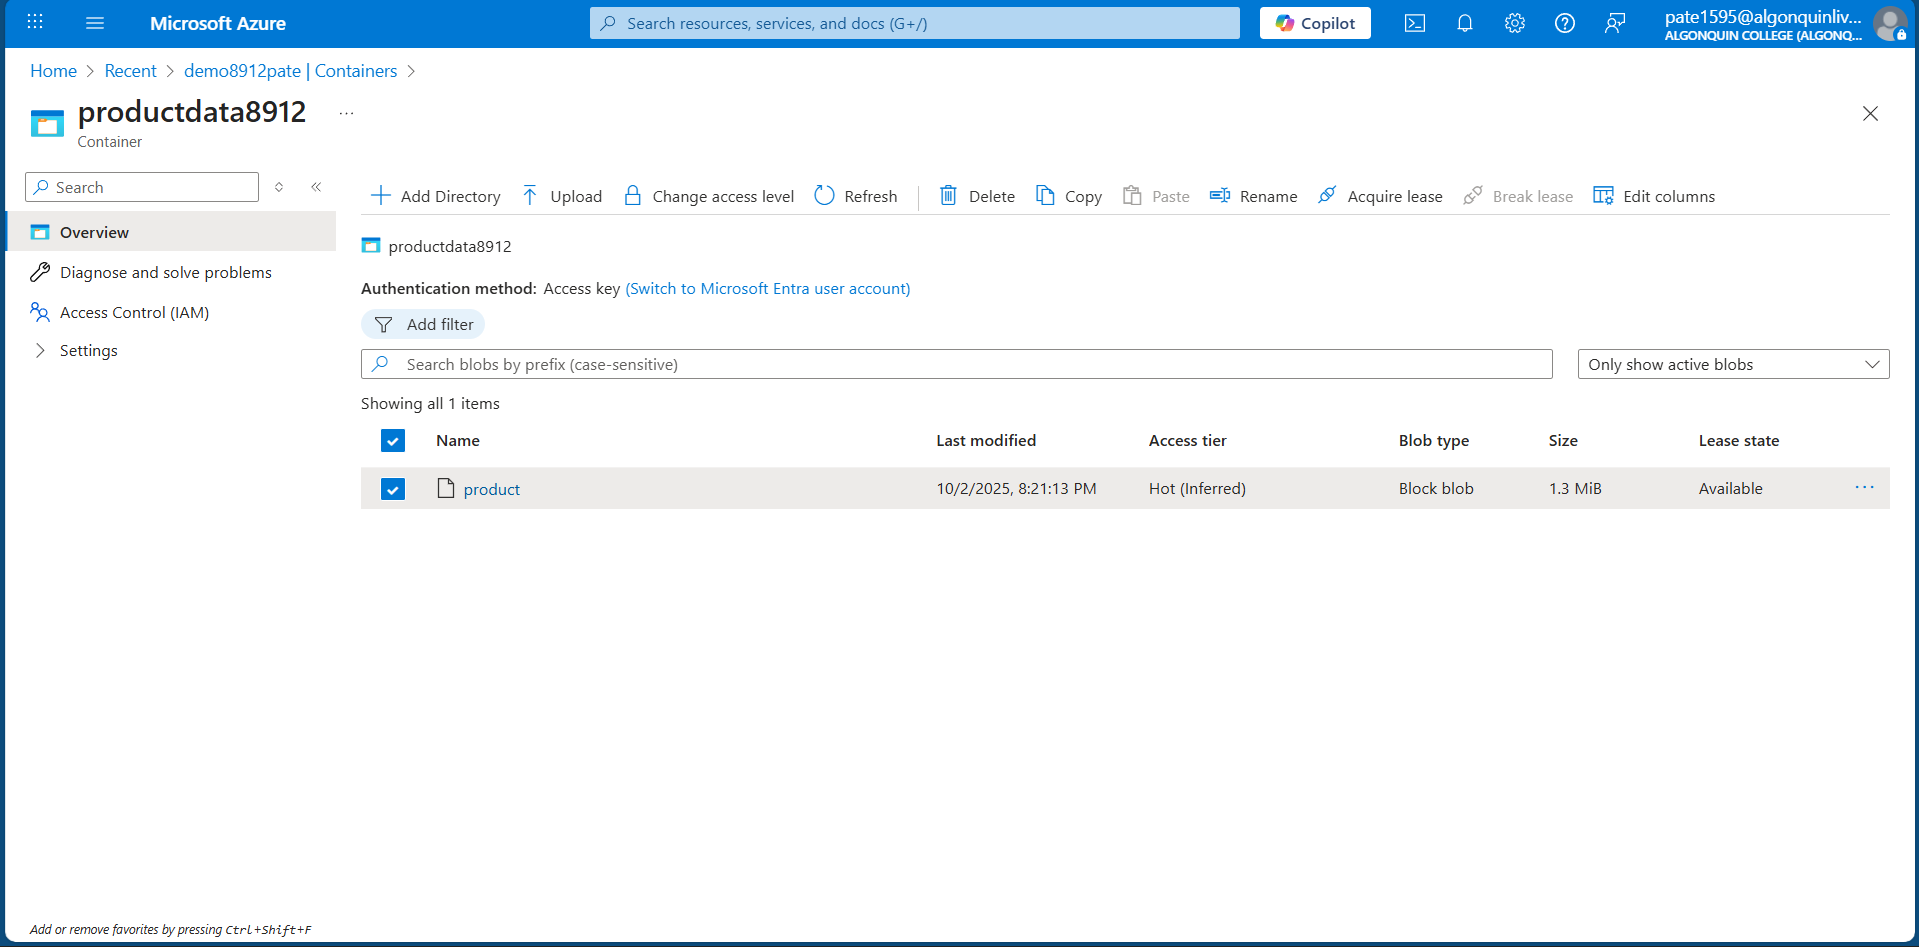 Microsoft Azure
Search resources, services, and docs (G+/)
Copilot
pate1595@algonquinliv...
ALGONQUIN COLLEGE (ALGONQ...
Home > Recent > demo8912pate | Containers >
productdata8912 ...
Container
Search
Add Directory Upload Change access level Refresh Delete Copy Paste Rename Acquire lease Break lease Edit columns
Overview
Diagnose and solve problems
Access Control (IAM)
Settings
productdata8912
Authentication method: Access key (Switch to Microsoft Entra user account)
Add filter
Search blobs by prefix (case-sensitive)
Only show active blobs
Showing all 1 items
Name Last modified Access tier Blob type Size Lease state
product 10/2/2025, 8:21:13 PM Hot (Inferred) Block blob 1.3 MiB Available ...
Add or remove favorites by pressing Ctrl+Shift+F